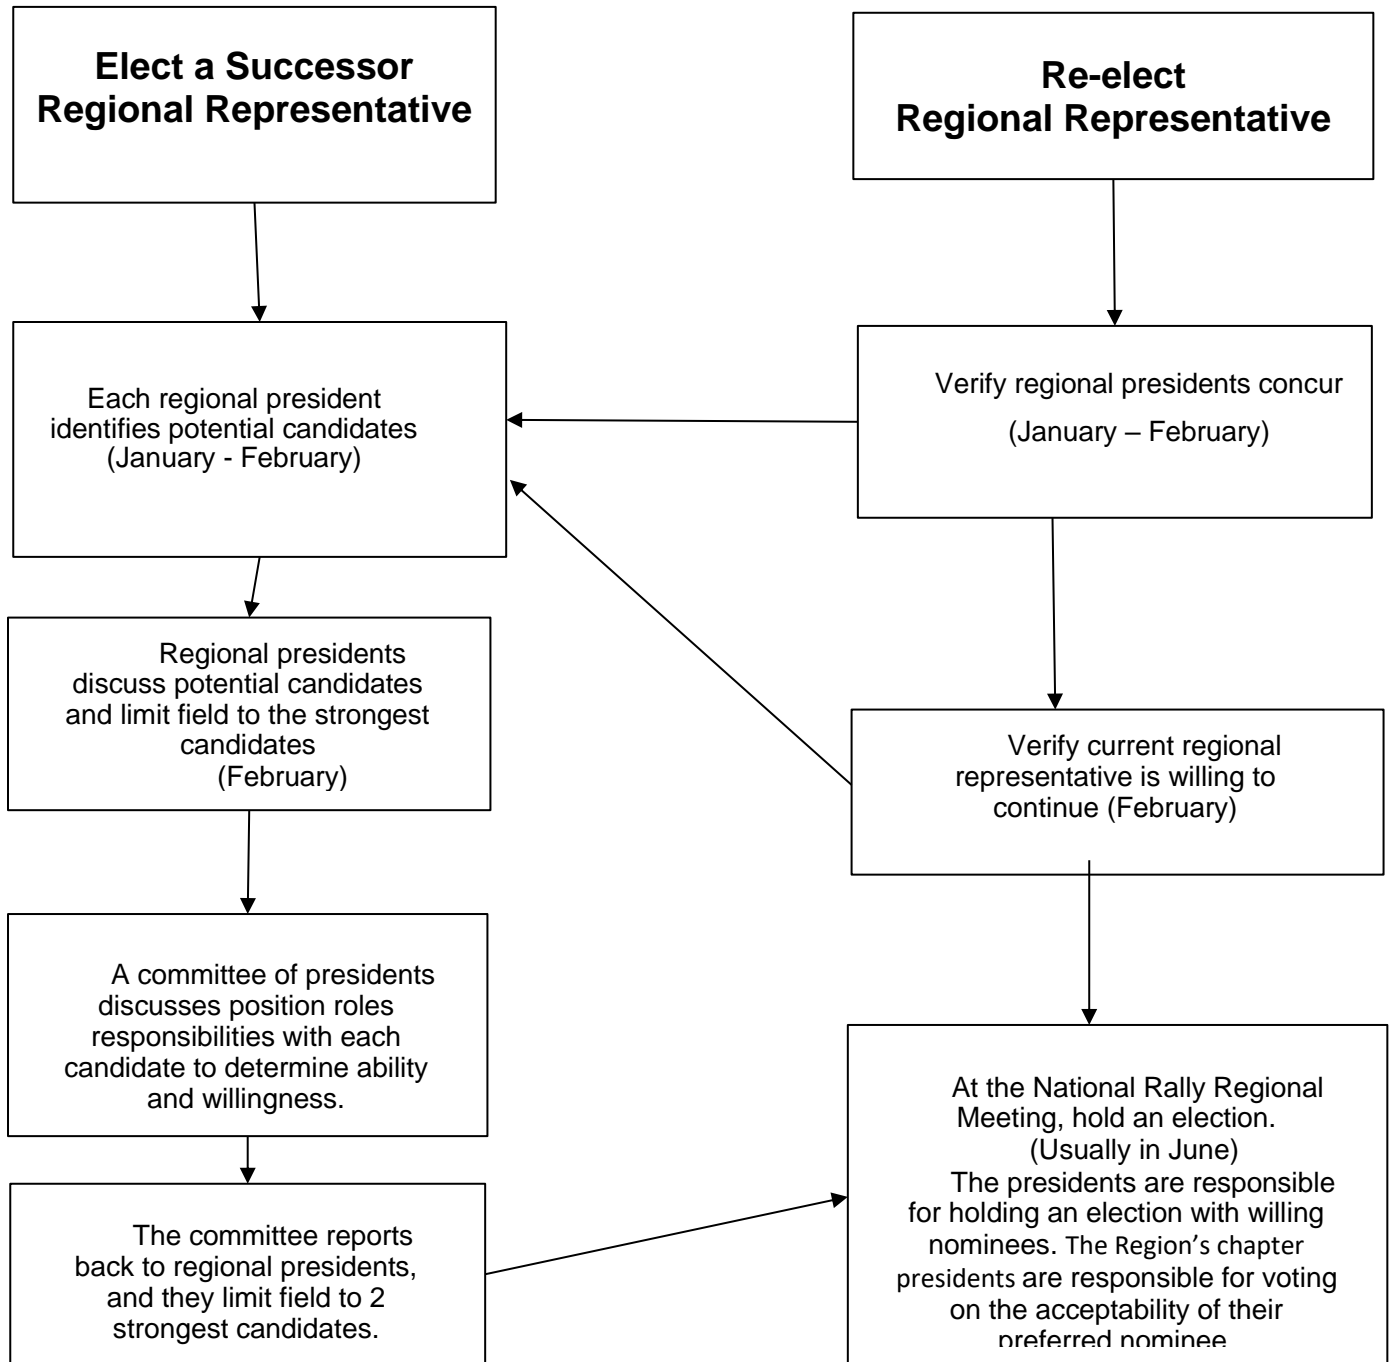 Elect a Successor
Regional Representative
Re-elect
Regional Representative
Each regional president
identifies potential candidates
(January - February)
Verify regional presidents concur
(January – February)
Regional presidents
discuss potential candidates
and limit field to the strongest
candidates
(February)
Verify current regional
representative is willing to
continue (February)
A committee of presidents
discusses position roles
responsibilities with each
candidate to determine ability
and willingness.
The committee reports
back to regional presidents,
and they limit field to 2
strongest candidates.
At the National Rally Regional
Meeting, hold an election.
(Usually in June)
The presidents are responsible
for holding an election with willing
nominees. The Region’s chapter
presidents are responsible for voting
on the acceptability of their
preferred nominee